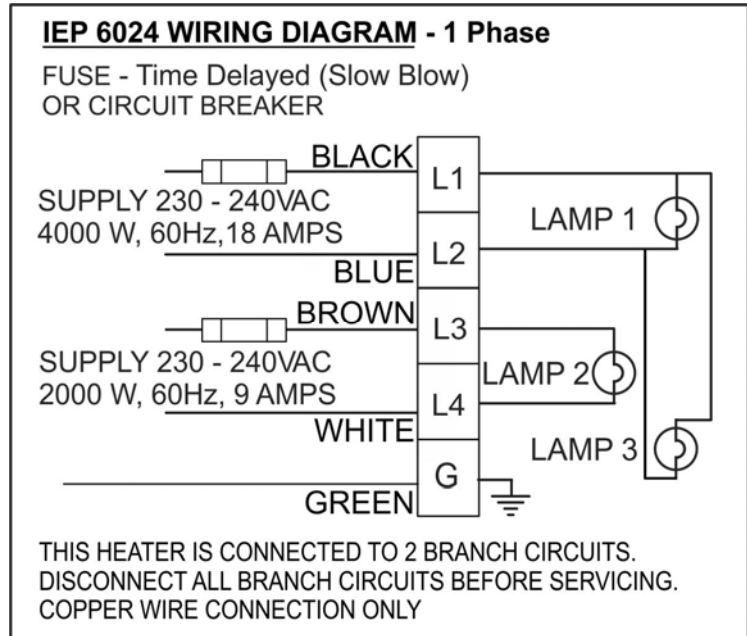 IEP 6024 WIRING DIAGRAM - 1 Phase
FUSE - Time Delayed (Slow Blow)
OR CIRCUIT BREAKER
BLACK
L1
SUPPLY 230 - 240VAC
4000 W, 60Hz,18 AMPS
LAMP 1
L2
BLUE
BROWN
L3
SUPPLY 230 - 240VAC
2000 W, 60Hz, 9 AMPS
LAMP 2
L4
WHITE
LAMP 3
G
GREEN
THIS HEATER IS CONNECTED TO 2 BRANCH CIRCUITS.
DISCONNECT ALL BRANCH CIRCUITS BEFORE SERVICING.
COPPER WIRE CONNECTION ONLY